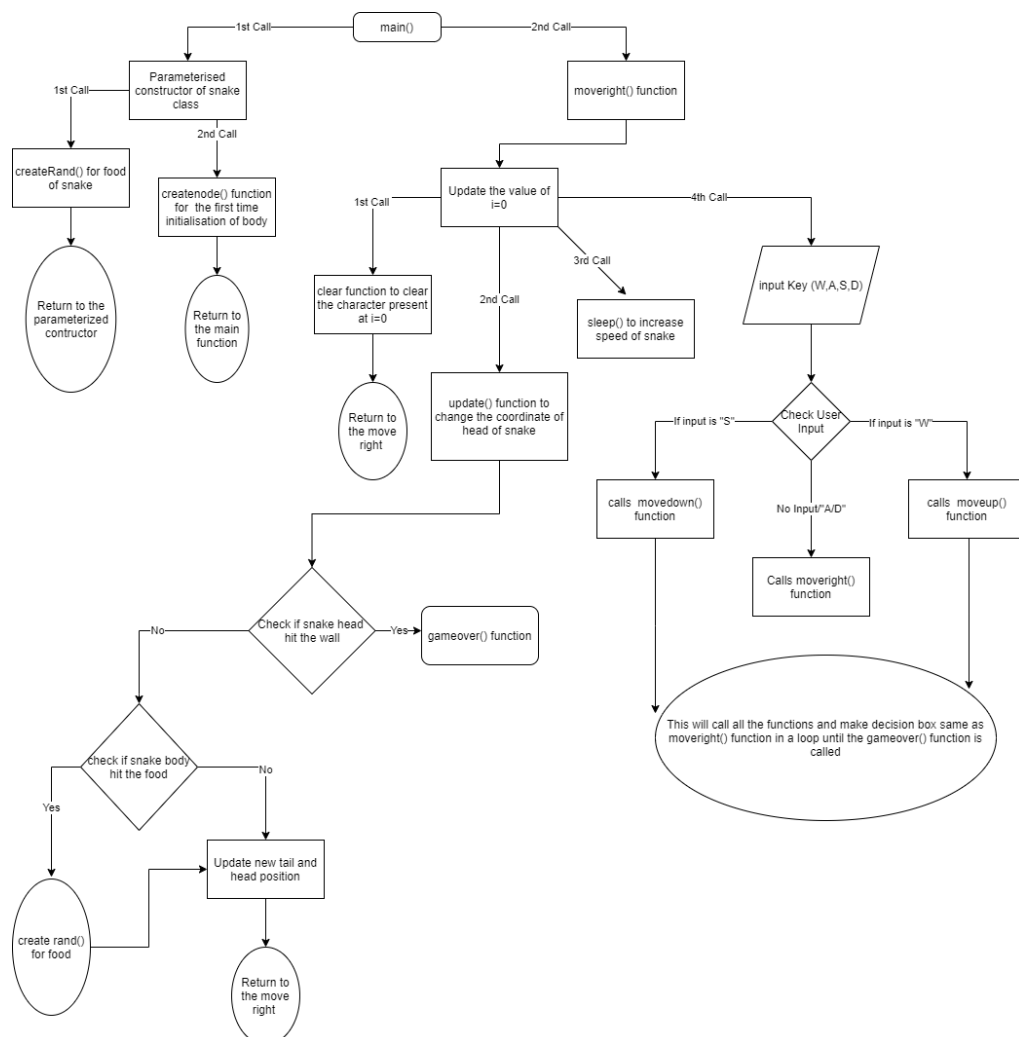 1st Call
main()
2nd Call
Parameterised
constructor of snake
class
moveright() function
1st Call
2nd Call
createRand() for food
of snake
createnode() function
for the first time
initialisation of body
Update the value of
i=0
1st Call
4th Call
3rd Call
2nd Call
input Key (W,A,S,D)
Return to the
parameterized
contructor
Return to
the main
function
clear function to clear
the character present
at i=0
sleep() to increase
speed of snake
Return to
the move
right
update() function to
change the coordinate of
head of snake
Check User
Input
If input is "S"
If input is "W"
calls movedown()
function
No Input/"A/D"
calls moveup()
function
Calls moveright()
function
Check if snake head
hit the wall
No
Yes
gameover() function
This will call all the functions and make decision box same as
moveright() function in a loop until the gameover() function is
called
check if snake body
hit the food
No
Yes
Update new tail and
head position
create rand()
for food
Return to
the move
right